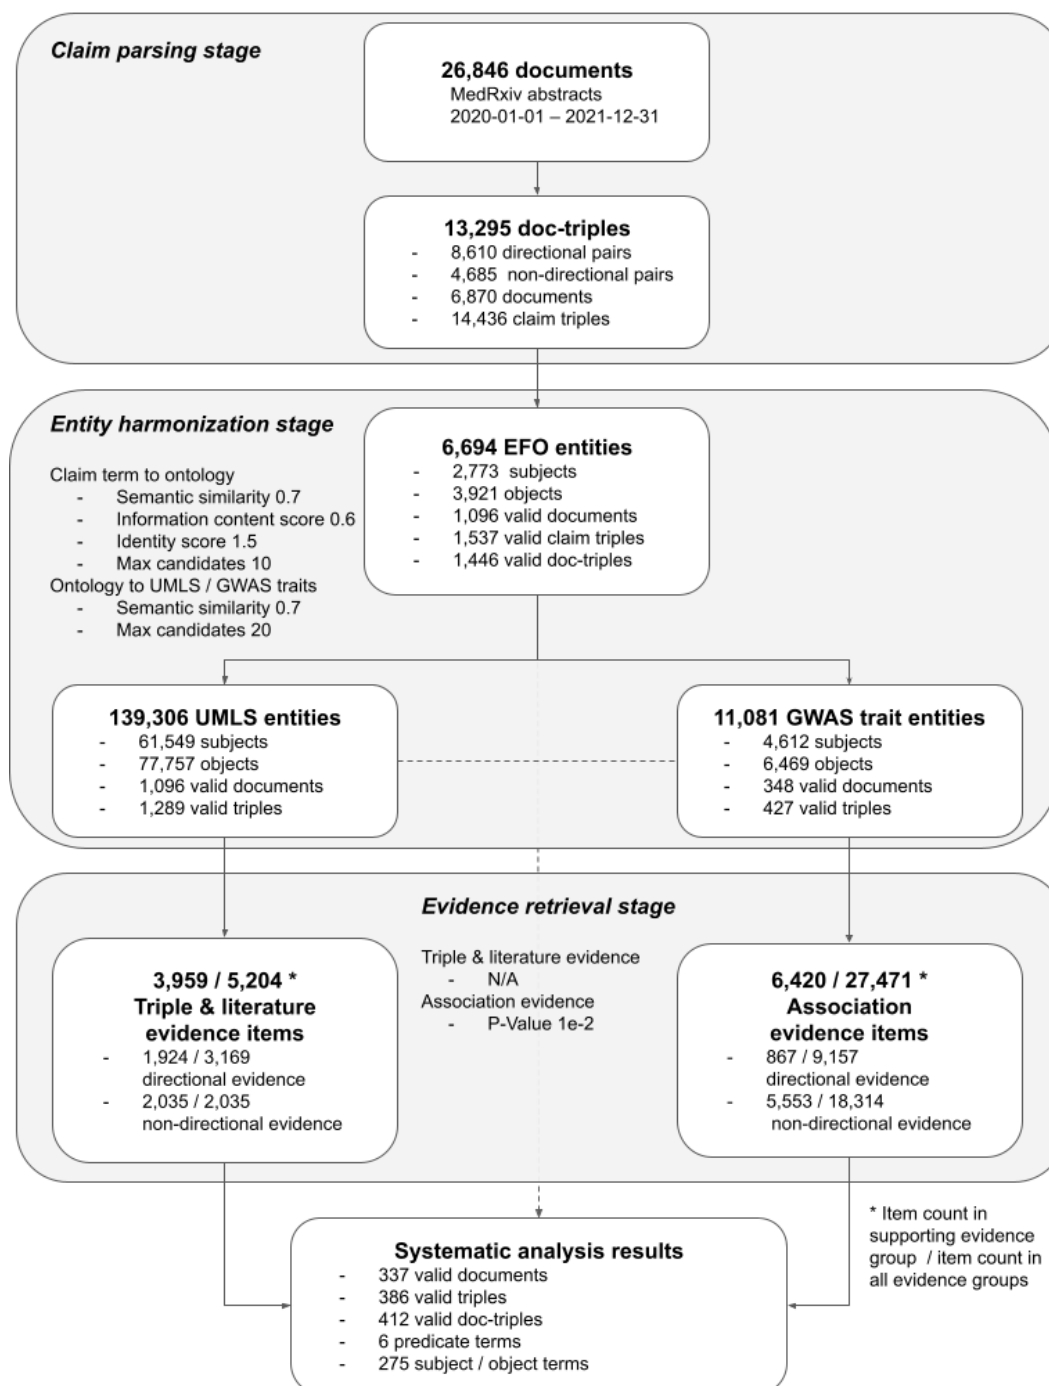 Claim parsing stage
26,846 documents
MedRxiv abstracts
2020-01-01 – 2021-12-31
13,295 doc-triples
- 8,610 directional pairs
- 4,685 non-directional pairs
- 6,870 documents
- 14,436 claim triples
Entity harmonization stage
Claim term to ontology
- Semantic similarity 0.7
- Information content score 0.6
- Identity score 1.5
- Max candidates 10
Ontology to UMLS / GWAS traits
- Semantic similarity 0.7
- Max candidates 20
6,694 EFO entities
- 2,773 subjects
- 3,921 objects
- 1,096 valid documents
- 1,537 valid claim triples
- 1,446 valid doc-triples
139,306 UMLS entities
- 61,549 subjects
- 77,757 objects
- 1,096 valid documents
- 1,289 valid triples
11,081 GWAS trait entities
- 4,612 subjects
- 6,469 objects
- 348 valid documents
- 427 valid triples
Evidence retrieval stage
3,959 / 5,204 *
Triple & literature
evidence items
- 1,924 / 3,169
directional evidence
- 2,035 / 2,035
non-directional evidence
Triple & literature evidence
- N/A
Association evidence
- P-Value 1e-2
6,420 / 27,471 *
Association
evidence items
- 867 / 9,157
directional evidence
- 5,553 / 18,314
non-directional evidence
* Item count in
supporting evidence
group / item count in
all evidence groups
Systematic analysis results
- 337 valid documents
- 386 valid triples
- 412 valid doc-triples
- 6 predicate terms
- 275 subject / object terms